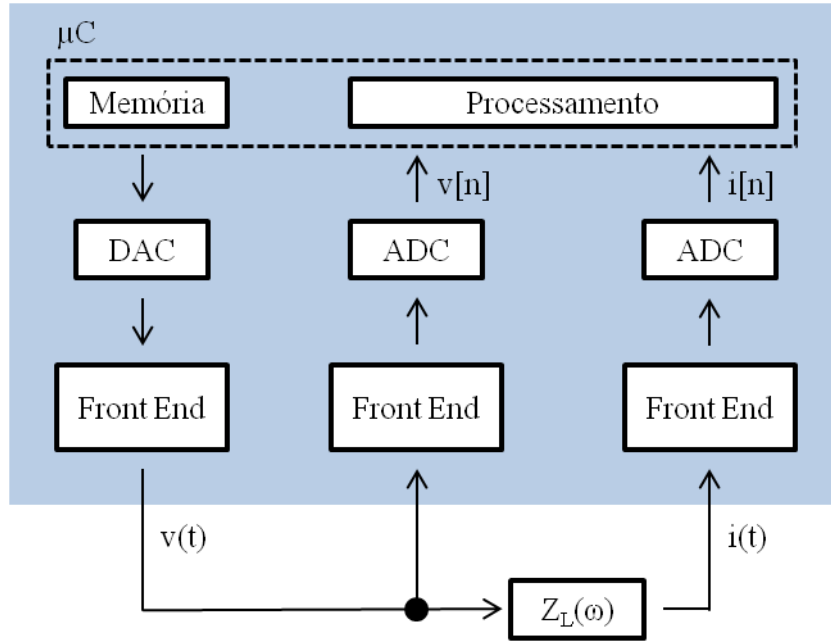 μC
Memória
Processamento
v[n]
i[n]
DAC
ADC
ADC
Front End
Front End
Front End
v(t)
i(t)
Z_L(ω)